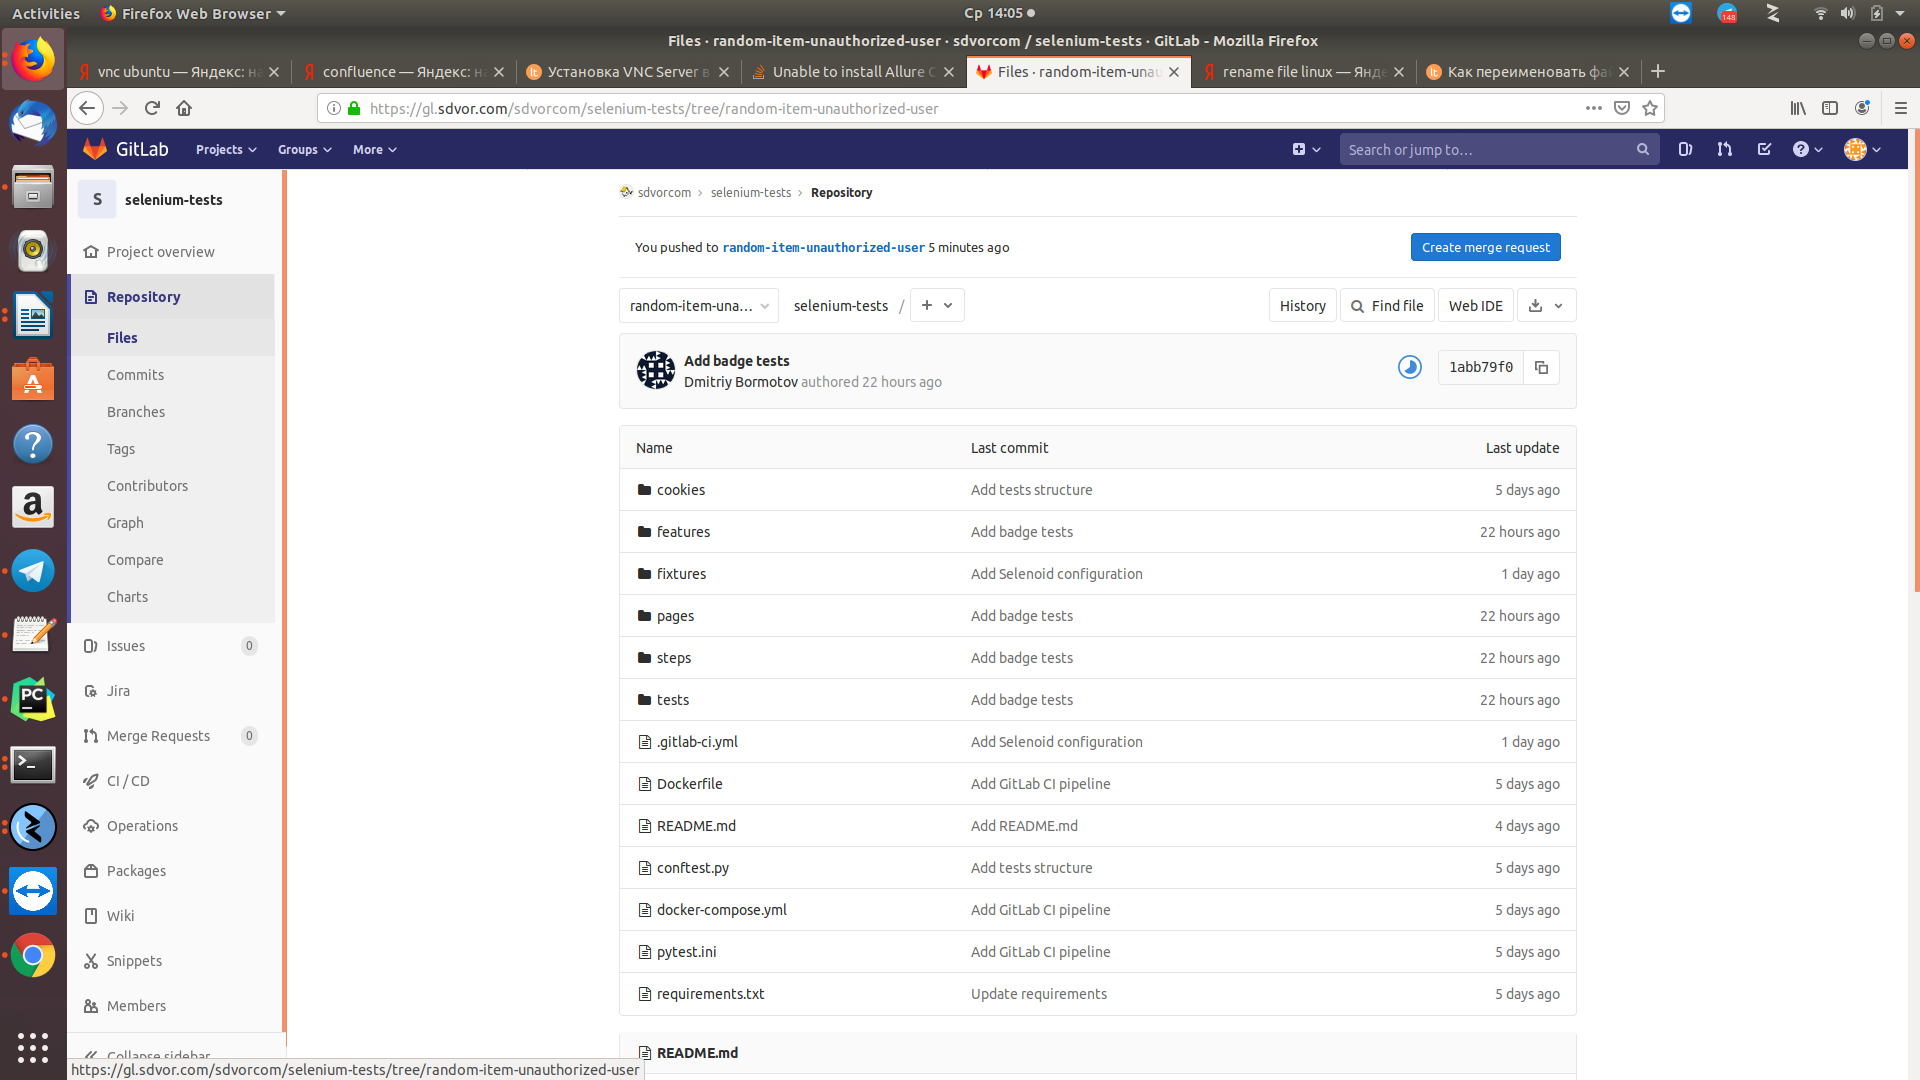 Activities
Firefox Web Browser
Ср 14:05
148
Files · random-item-unauthorized-user · sdvorcom / selenium-tests · GitLab - Mozilla Firefox
vnc ubuntu — Яндекс: на
confluence — Яндекс: на
Установка VNC Server в
Unable to install Allure C
Files · random-item-unau
rename file linux — Янде
Как переименовать фай
https://gl.sdvor.com/sdvorcom/selenium-tests/tree/random-item-unauthorized-user
GitLab
Projects
Groups
More
Search or jump to…
S
selenium-tests
Project overview
Repository
Files
Commits
Branches
Tags
Contributors
Graph
Compare
Charts
Issues
0
Jira
Merge Requests
0
CI / CD
Operations
Packages
Wiki
Snippets
Members
Collapse sidebar
sdvorcom › selenium-tests › Repository
You pushed to random-item-unauthorized-user 5 minutes ago
Create merge request
random-item-una…
selenium-tests /
History
Find file
Web IDE
Add badge tests
Dmitriy Bormotov authored 22 hours ago
1abb79f0
Name Last commit Last update
cookies Add tests structure 5 days ago
features Add badge tests 22 hours ago
fixtures Add Selenoid configuration 1 day ago
pages Add badge tests 22 hours ago
steps Add badge tests 22 hours ago
tests Add badge tests 22 hours ago
.gitlab-ci.yml Add Selenoid configuration 1 day ago
Dockerfile Add GitLab CI pipeline 5 days ago
README.md Add README.md 4 days ago
conftest.py Add tests structure 5 days ago
docker-compose.yml Add GitLab CI pipeline 5 days ago
pytest.ini Add GitLab CI pipeline 5 days ago
requirements.txt Update requirements 5 days ago
README.md
https://gl.sdvor.com/sdvorcom/selenium-tests/tree/random-item-unauthorized-user